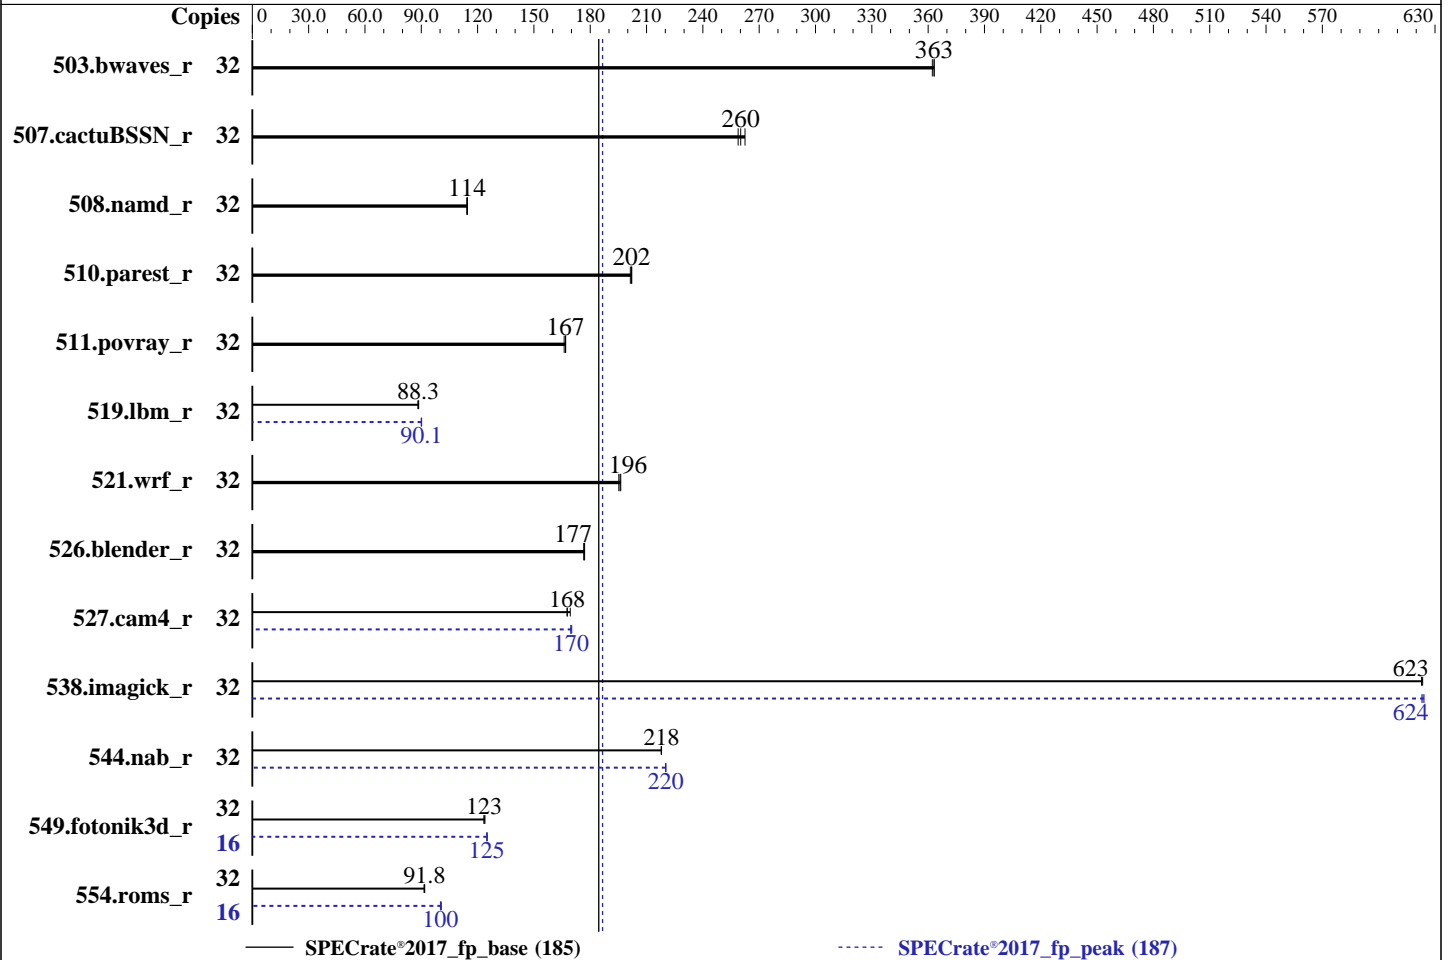 Copies 0 30.0 60.0 90.0 120 150 180 210 240 270 300 330 360 390 420 450 480 510 540 570 630
503.bwaves_r 32 363
507.cactuBSSN_r 32 260
508.namd_r 32 114
510.parest_r 32 202
511.povray_r 32 167
519.lbm_r 32 88.3
90.1
521.wrf_r 32 196
526.blender_r 32 177
527.cam4_r 32 168
170
538.imagick_r 32 623
624
544.nab_r 32 218
220
549.fotonik3d_r 32 123
16 125
554.roms_r 32 91.8
16 100
SPECrate®2017_fp_base (185) SPECrate®2017_fp_peak (187)